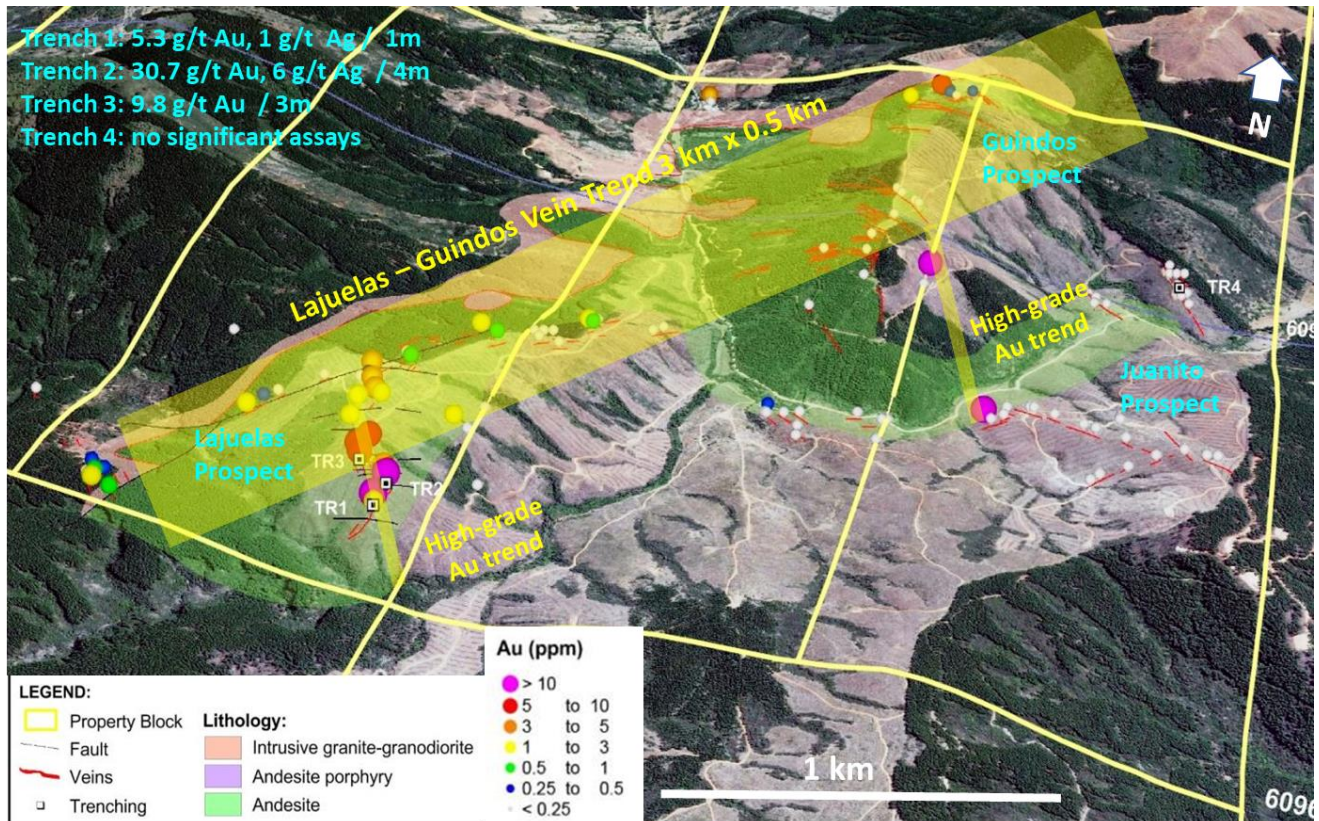 Trench 1: 5.3 g/t Au, 1 g/t Ag / 1m
Trench 2: 30.7 g/t Au, 6 g/t Ag / 4m
Trench 3: 9.8 g/t Au / 3m
Trench 4: no significant assays
N
Lajuelas – Guindos Vein Trend 3 km x 0.5 km
Guindos
Prospect
TR4
High-grade
Au trend
609
Juanito
Prospect
Lajuelas
Prospect
TR3
TR2
TR1
High-grade
Au trend
LEGEND:
Property Block
Fault
Veins
Trenching
Lithology:
Intrusive granite-granodiorite
Andesite porphyry
Andesite
Au (ppm)
> 10
5 to 10
3 to 5
1 to 3
0.5 to 1
0.25 to 0.5
< 0.25
1 km
6096